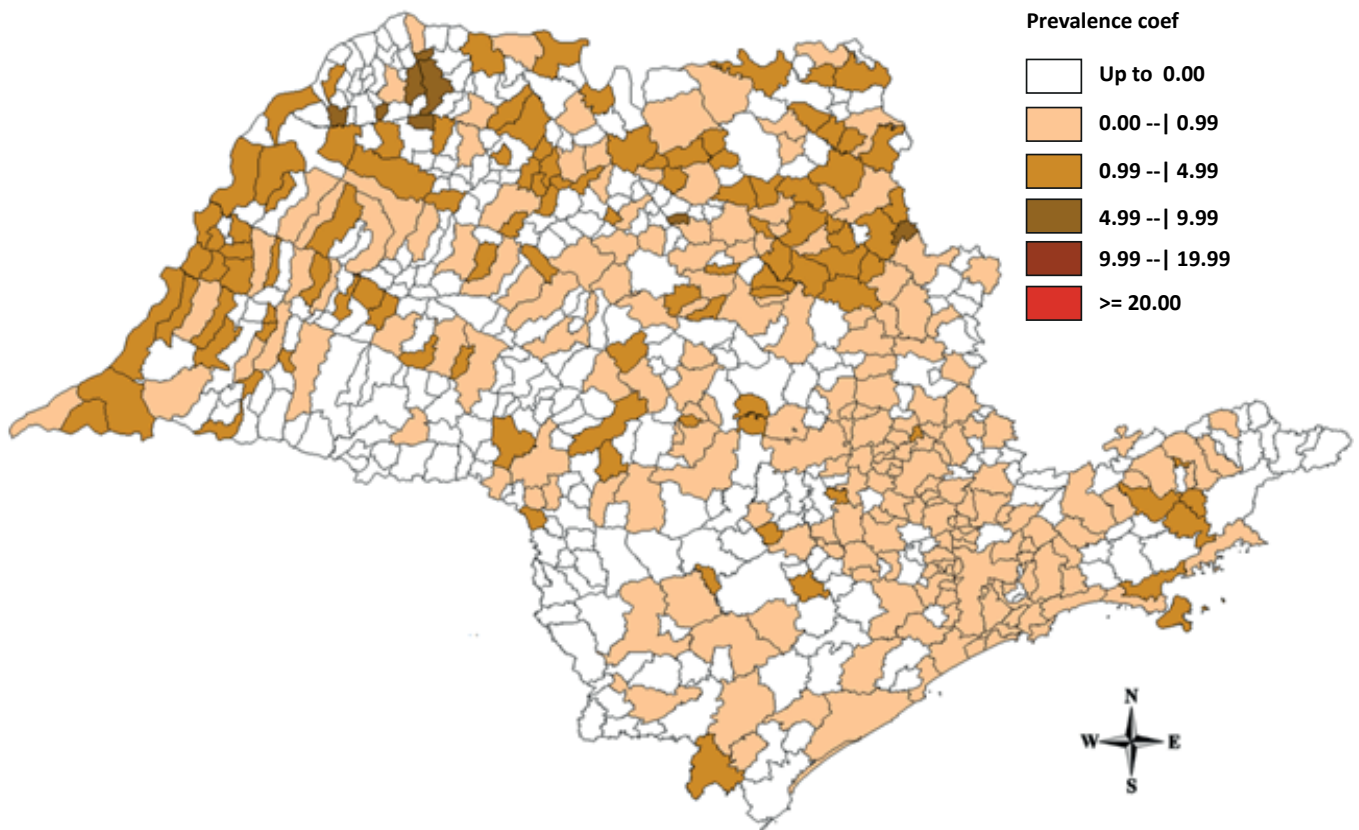 Prevalence coef
Up to 0.00
0.00 --| 0.99
0.99 --| 4.99
4.99 --| 9.99
9.99 --| 19.99
>= 20.00
N
W E
S